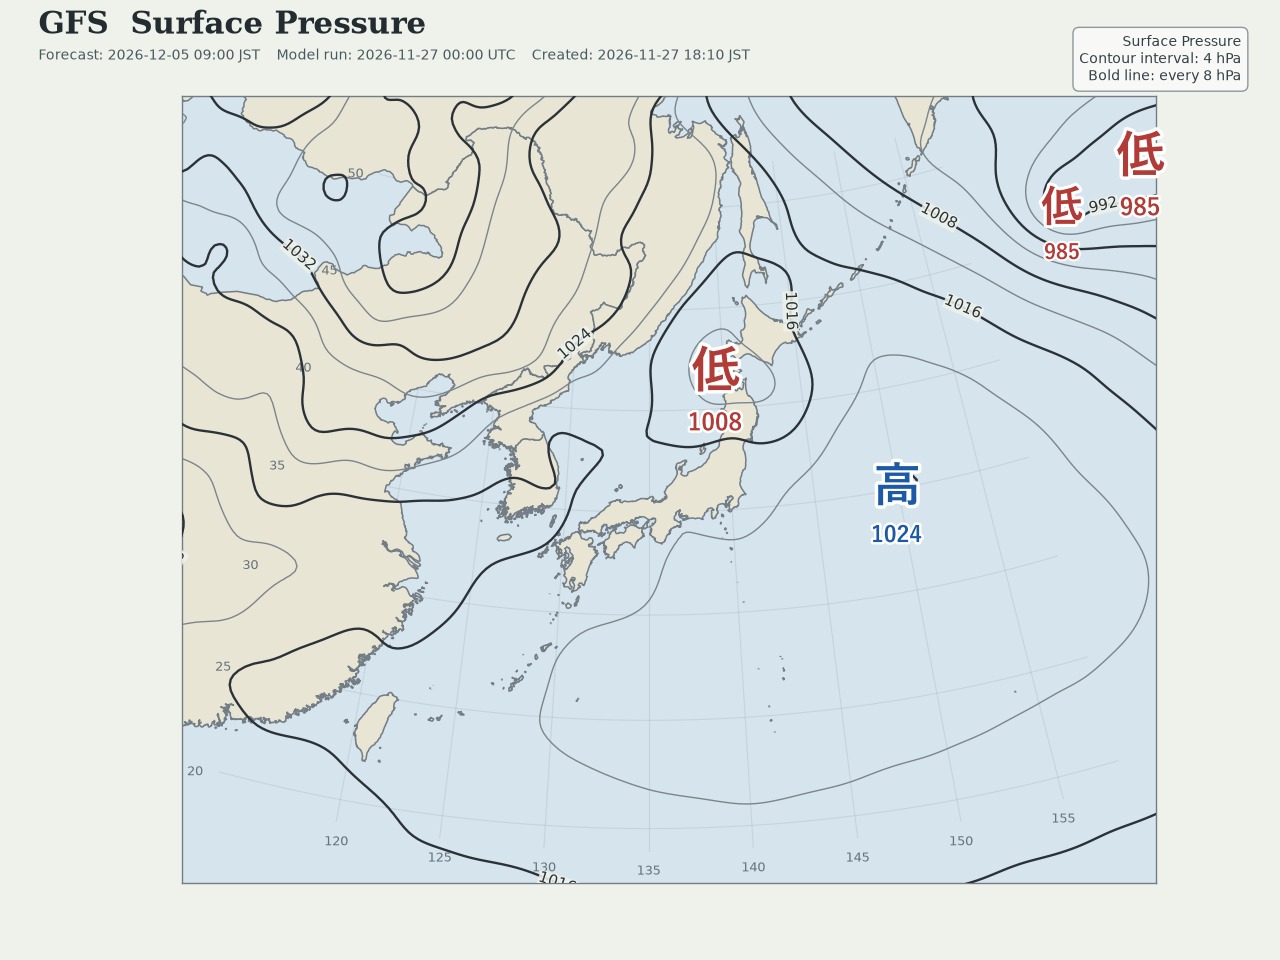 GFS  Surface Pressure
Forecast: 2026-12-05 09:00 JST    Model run: 2026-11-27 00:00 UTC    Created: 2026-11-27 18:10 JST
Surface Pressure
Contour interval: 4 hPa
Bold line: every 8 hPa
低
50
低
992
985
1008
1032
985
45
1016
1016
1024
低
40
1008
35
高
1024
30
25
20
155
120
150
125
145
130
135
140
1016